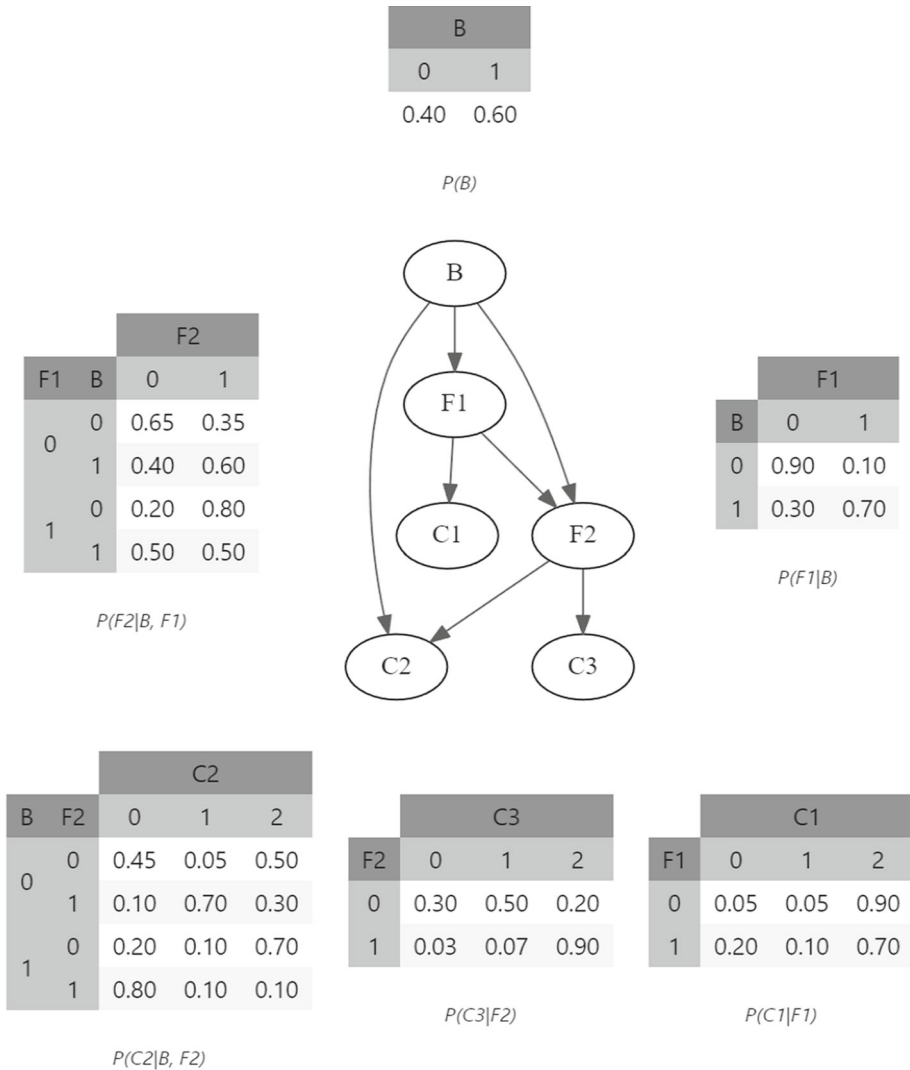 B
0 1
0.40 0.60
P(B)
B
F1
C1
F2
C2
C3
F2
F1 B 0 1
0 0 0.65 0.35
1 0.40 0.60
1 0 0.20 0.80
1 0.50 0.50
P(F2|B, F1)
F1
B 0 1
0 0.90 0.10
1 0.30 0.70
P(F1|B)
C2
B F2 0 1 2
0 0 0.45 0.05 0.50
1 0.10 0.70 0.30
1 0 0.20 0.10 0.70
1 0.80 0.10 0.10
P(C2|B, F2)
C3
F2 0 1 2
0 0.30 0.50 0.20
1 0.03 0.07 0.90
P(C3|F2)
C1
F1 0 1 2
0 0.05 0.05 0.90
1 0.20 0.10 0.70
P(C1|F1)